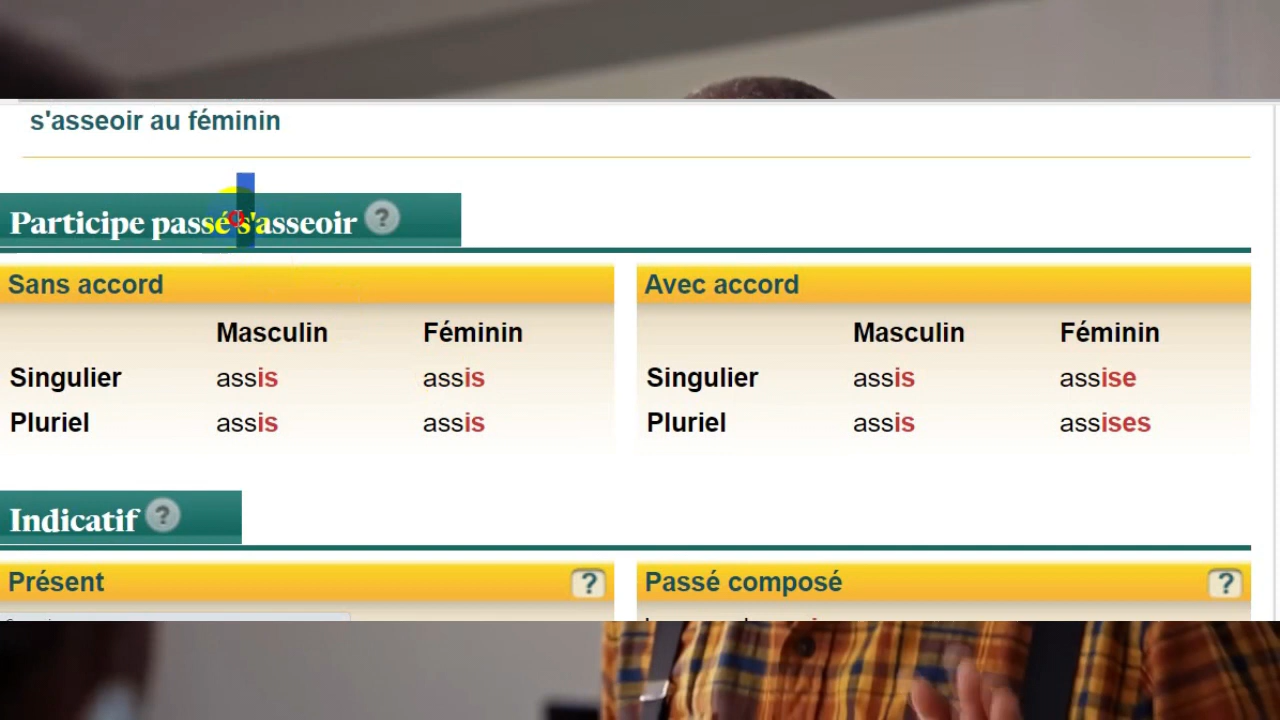 s'asseoir au féminin
Participe passé s'asseoir ?
Sans accord
Masculin Féminin
Singulier assis assis
Pluriel assis assis
Avec accord
Masculin Féminin
Singulier assis assise
Pluriel assis assises
Indicatif ?
Présent ?
Passé composé ?